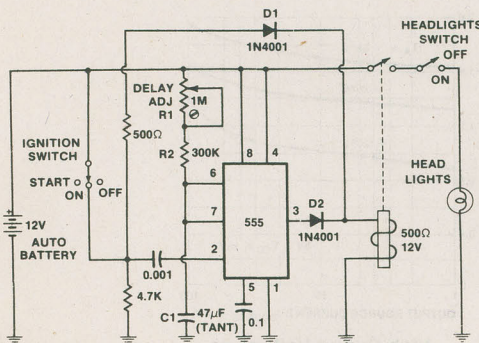 D1
1N4001
HEADLIGHTS
SWITCH
OFF
ON
DELAY
ADJ
R1
1M
500Ω
R2
300K
8
4
IGNITION
SWITCH
START
ON
OFF
6
7
2
555
3
D2
1N4001
HEAD
LIGHTS
500Ω
12V
12V
AUTO
BATTERY
0.001
5
1
4.7K
C1
47μF
(TANT)
0.1